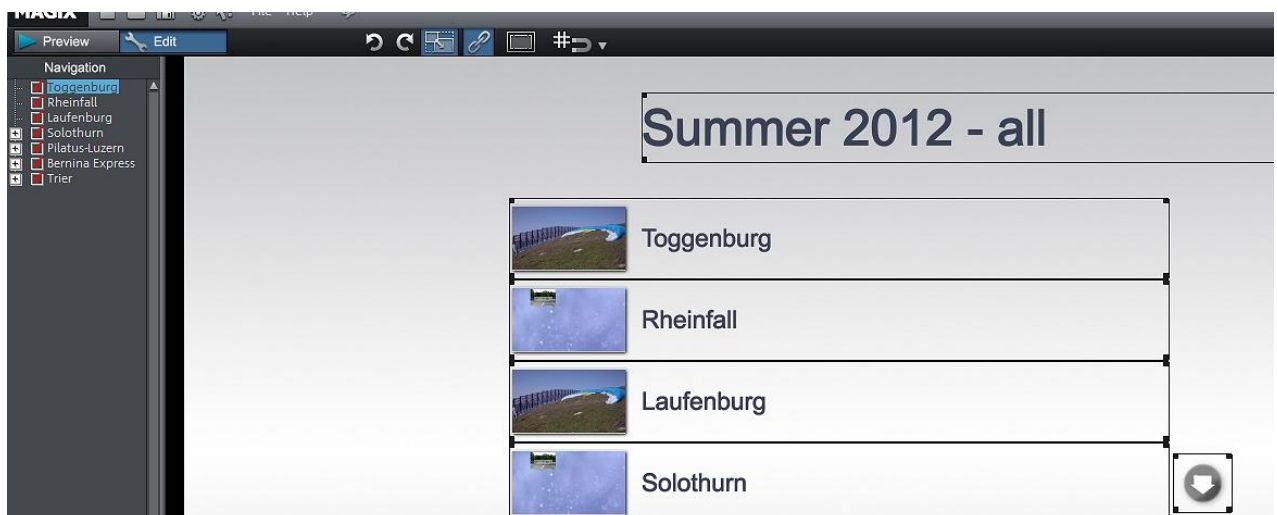 MAGIX File Help
Preview Edit
Navigation
Toggenburg
Rheinfall
Laufenburg
Solothurn
Pilatus-Luzern
Bernina Express
Trier
Summer 2012 - all
Toggenburg
Rheinfall
Laufenburg
Solothurn